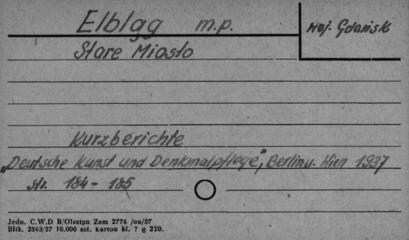 Elbląg m.p.
Woj. Gdańsk
Stare Miasto
Kurzberichte
„Deutsche Kunst und Denkmalpflege", Berlin u. Wien 1937
str. 184 - 185
Jedn. C.W.D B/Olsztyn Zam 2776 /on/57
Bltk. 2563/57 10.000 szt. karton kl. 7 g 220.